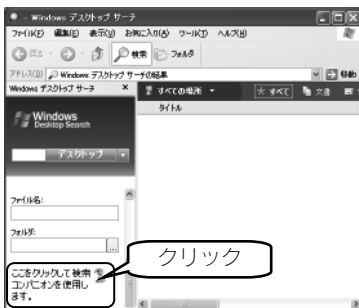 - Windows デスクトップ サーチ
ファイル(F) 編集(E) 表示(V) お気に入り(A) ツール(T) ヘルプ(H)
戻る 検索 フォルダ
アドレス(D) Windows デスクトップ サーチの結果 移動
Windows デスクトップ サーチ × すべての場所 すべて 文書
タイトル
Windows
Desktop Search
デスクトップ
ファイル名:
フォルダ:
...
ここをクリックして検索
コンパニオンを使用し
ます。
クリック